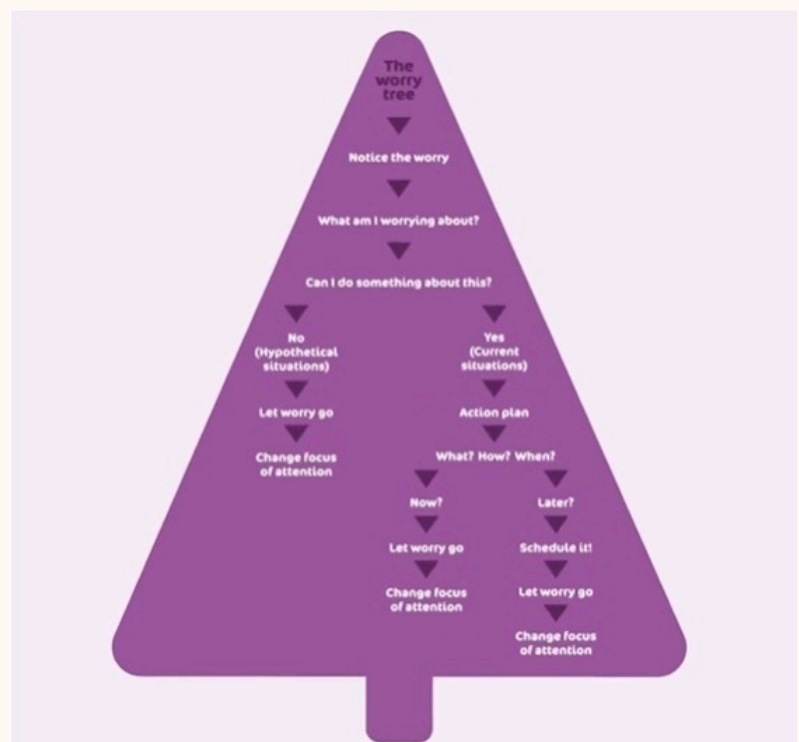 The
worry
tree
Notice the worry
What am I worrying about?
Can I do something about this?
No
(Hypothetical
situations)
Let worry go
Change focus
of attention
Yes
(Current
situations)
Action plan
What? How? When?
Now?
Let worry go
Change focus
of attention
Later?
Schedule it!
Let worry go
Change focus
of attention